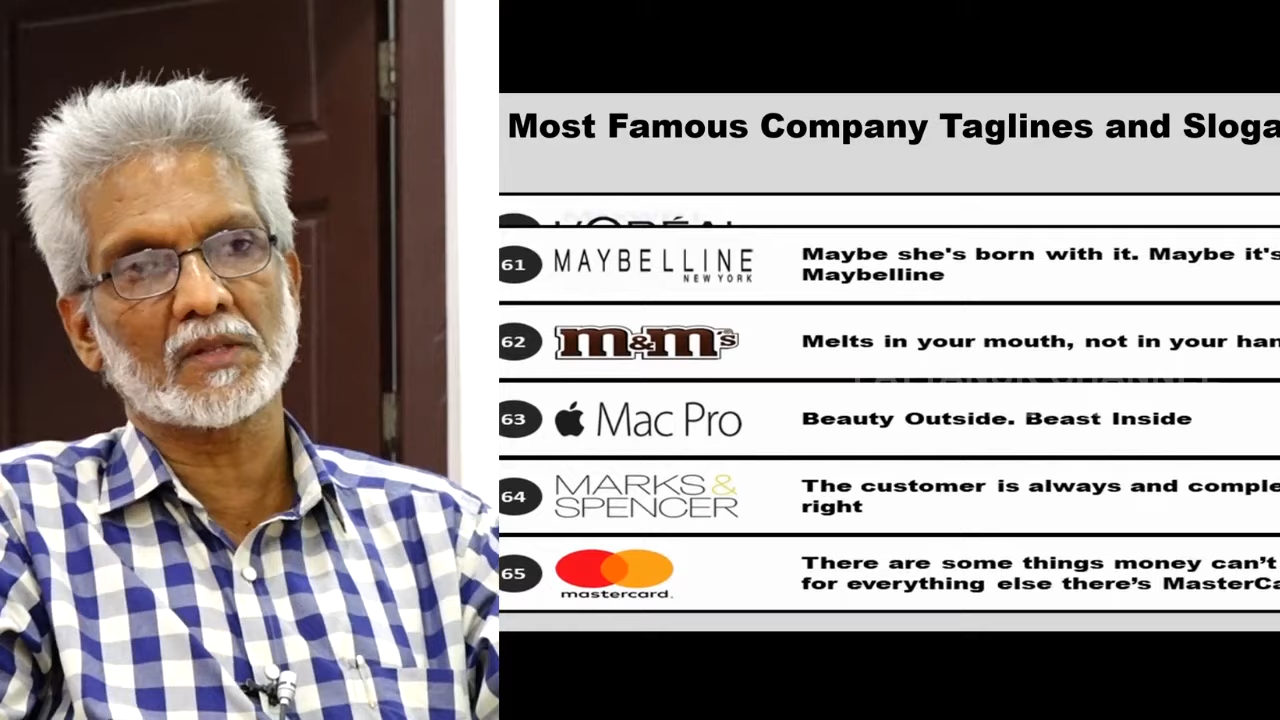 Most Famous Company Taglines and Sloga
L'ORÉAL
61
MAYBELLINE
NEW YORK
Maybe she's born with it. Maybe it's
Maybelline
62
m&m's
Melts in your mouth, not in your han
63
Mac Pro
Beauty Outside. Beast Inside
64
MARKS&
SPENCER
The customer is always and comple
right
65
mastercard.
There are some things money can’t
for everything else there’s MasterCa